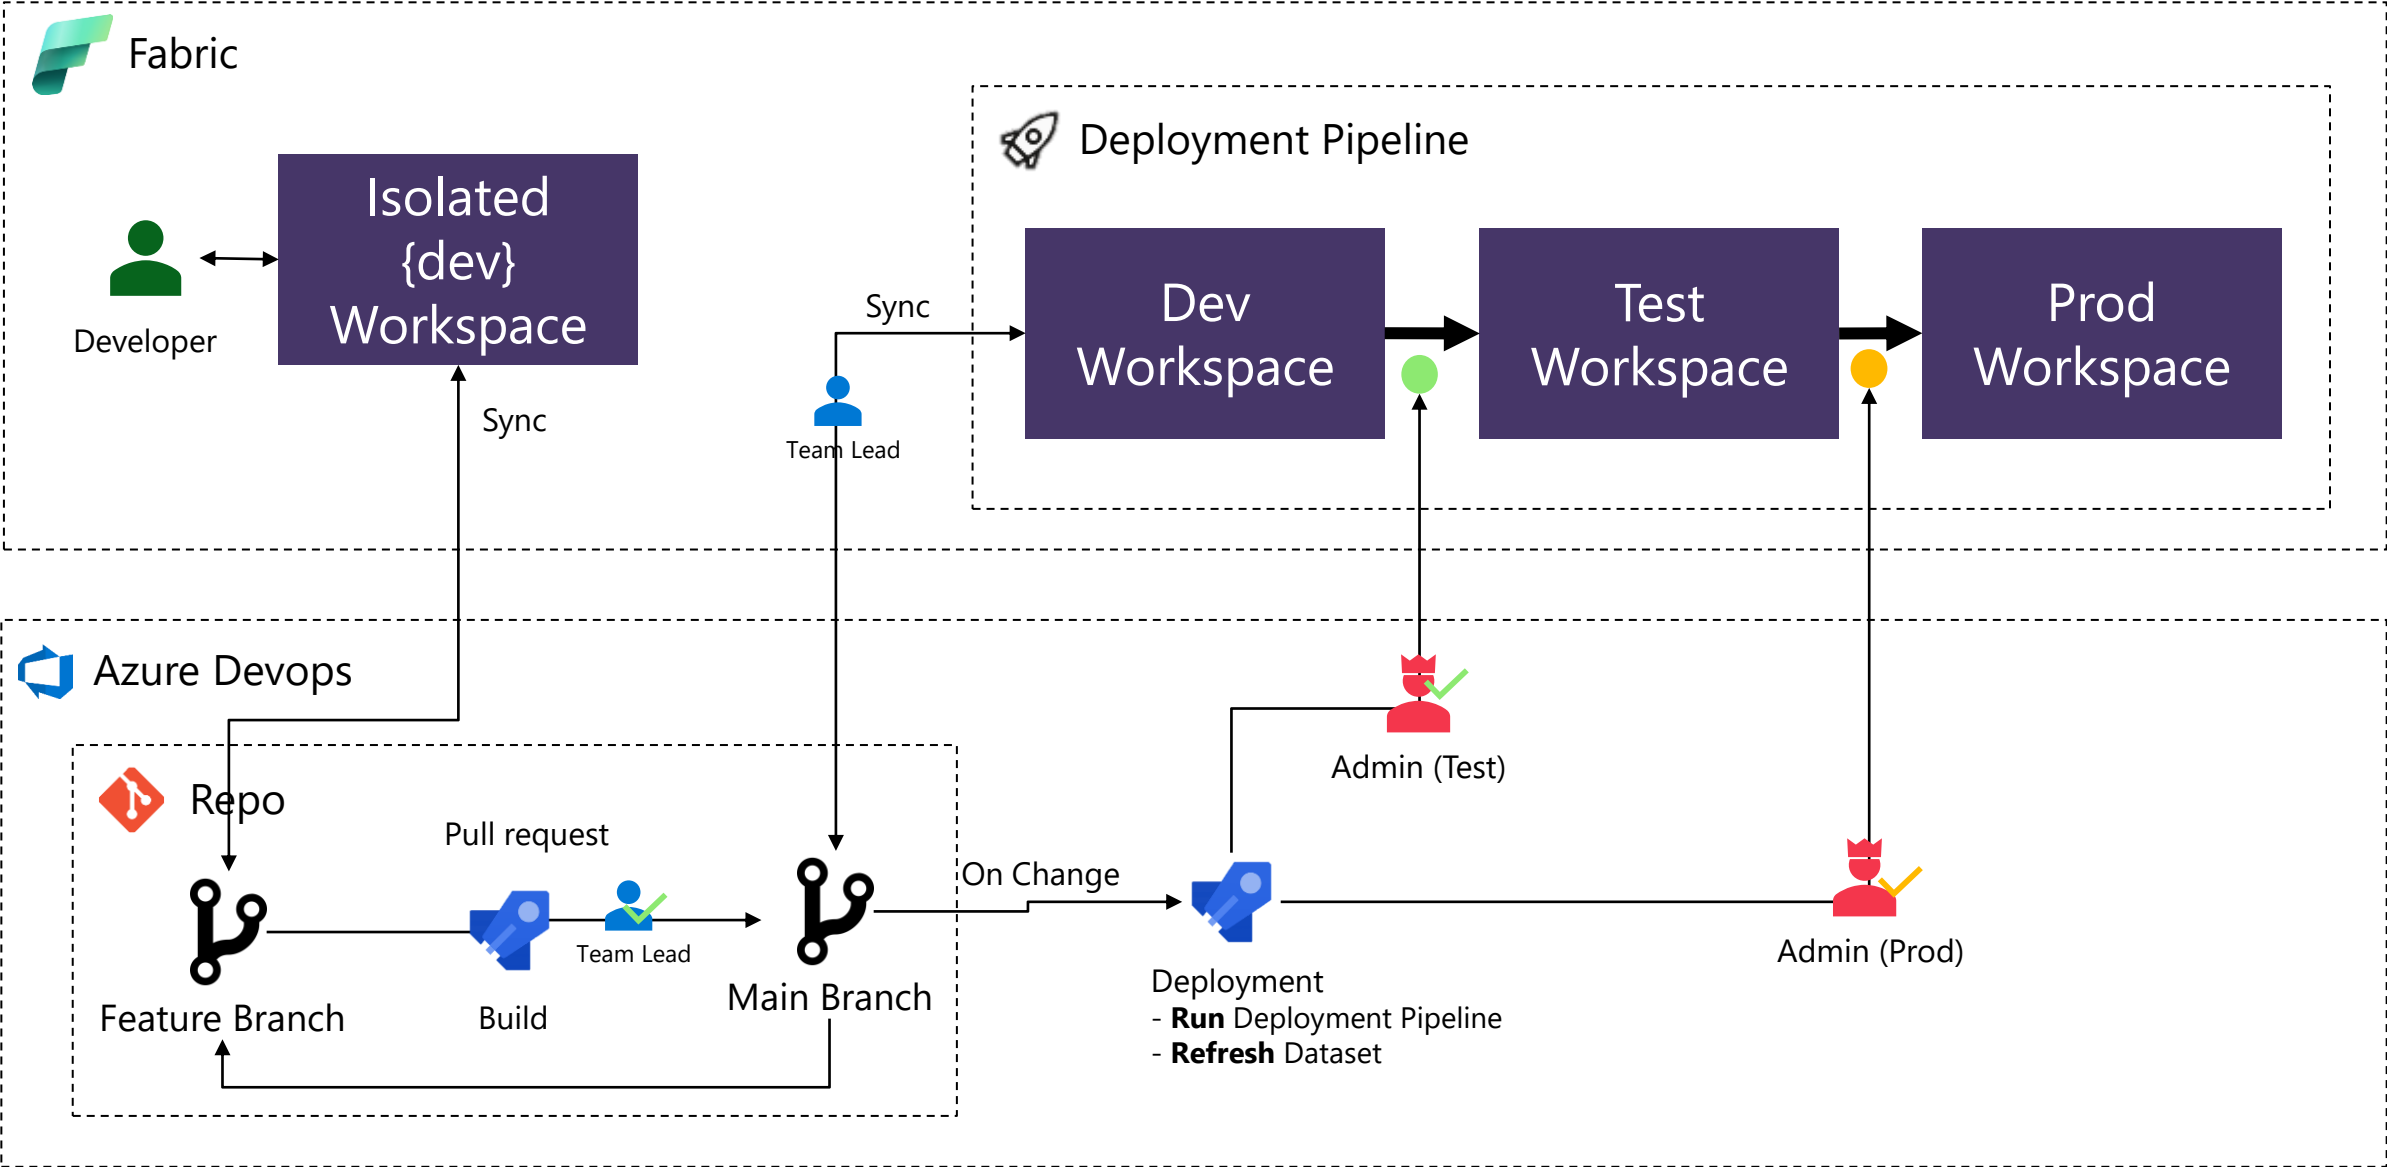 Fabric
Deployment Pipeline
Isolated
{dev}
Workspace
Developer
Sync
Sync
Team Lead
Dev
Workspace
Test
Workspace
Prod
Workspace
Azure Devops
Repo
Pull request
Team Lead
Build
Feature Branch
Main Branch
On Change
Admin (Test)
Admin (Prod)
Deployment
- Run Deployment Pipeline
- Refresh Dataset